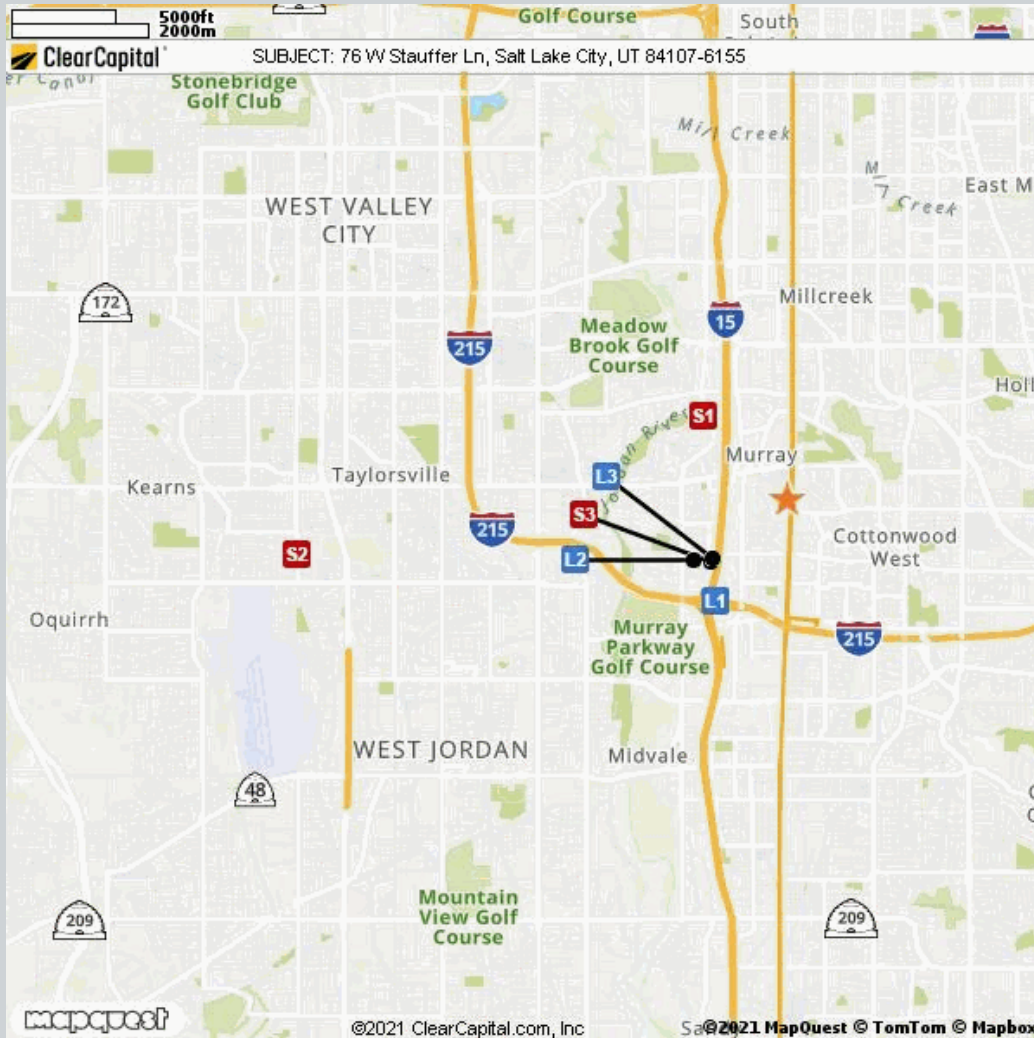 5000ft
2000m
Golf Course
South
ClearCapital
SUBJECT: 76 W Stauffer Ln, Salt Lake City, UT 84107-6155
Canal
Stonebridge
Golf Club
Mill Creek
East M
Creek
WEST VALLEY
CITY
172
Millcreek
15
Meadow
Brook Golf
Course
215
Holl
S1
Jordan River
Murray
L3
Taylorsville
Kearns
S3
215
S2
L2
Cottonwood
West
L1
Oquirrh
Murray
Parkway
Golf Course
215
WEST JORDAN
Midvale
48
Mountain
View Golf
Course
209
209
mapquest
©2021 ClearCapital.com, Inc
©2021 MapQuest © TomTom © Mapbox